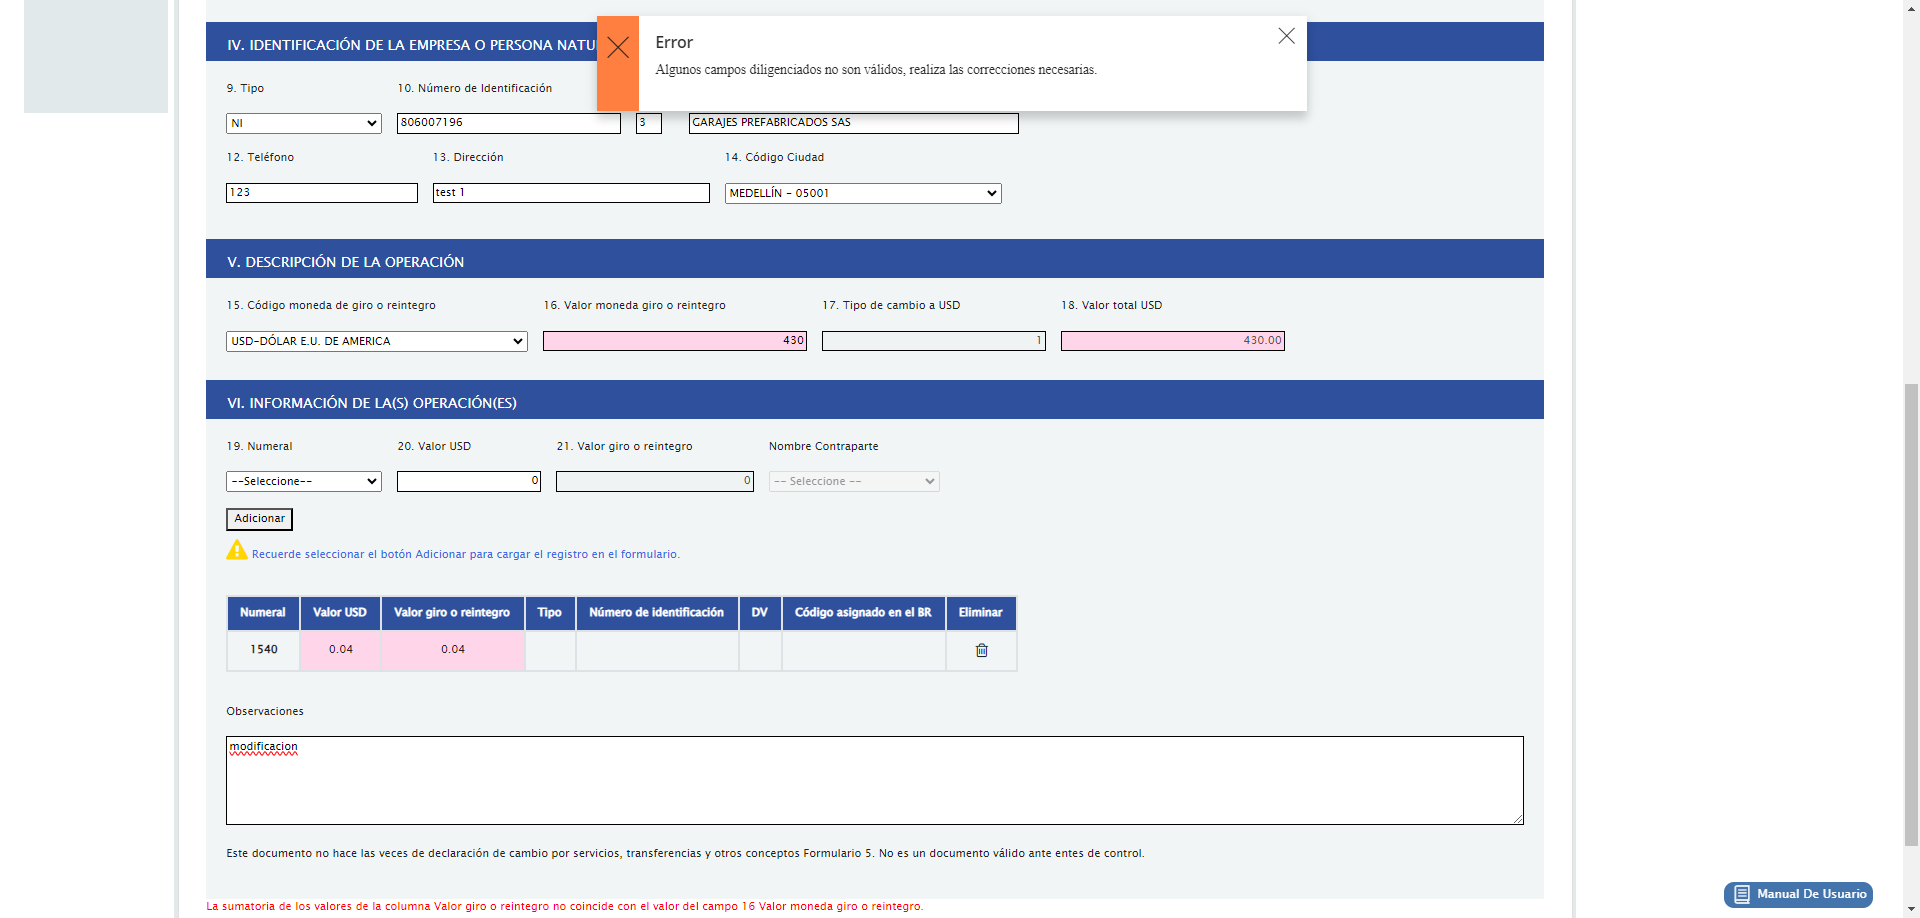 Error
Algunos campos diligenciados no son válidos, realiza las correcciones necesarias.
IV. IDENTIFICACIÓN DE LA EMPRESA O PERSONA NATU
9. Tipo
10. Número de Identificación
NI
806007196
3
GARAJES PREFABRICADOS SAS
12. Teléfono
13. Dirección
14. Código Ciudad
123
test 1
MEDELLÍN - 05001
V. DESCRIPCIÓN DE LA OPERACIÓN
15. Código moneda de giro o reintegro
16. Valor moneda giro o reintegro
17. Tipo de cambio a USD
18. Valor total USD
USD-DÓLAR E.U. DE AMERICA
430
1
430.00
VI. INFORMACIÓN DE LA(S) OPERACIÓN(ES)
19. Numeral
20. Valor USD
21. Valor giro o reintegro
Nombre Contraparte
--Seleccione--
0
0
-- Seleccione --
Adicionar
Recuerde seleccionar el botón Adicionar para cargar el registro en el formulario.
Numeral
Valor USD
Valor giro o reintegro
Tipo
Número de identificación
DV
Código asignado en el BR
Eliminar
1540
0.04
0.04
Observaciones
modificacion
Este documento no hace las veces de declaración de cambio por servicios, transferencias y otros conceptos Formulario 5. No es un documento válido ante entes de control.
Manual De Usuario
La sumatoria de los valores de la columna Valor giro o reintegro no coincide con el valor del campo 16 Valor moneda giro o reintegro.